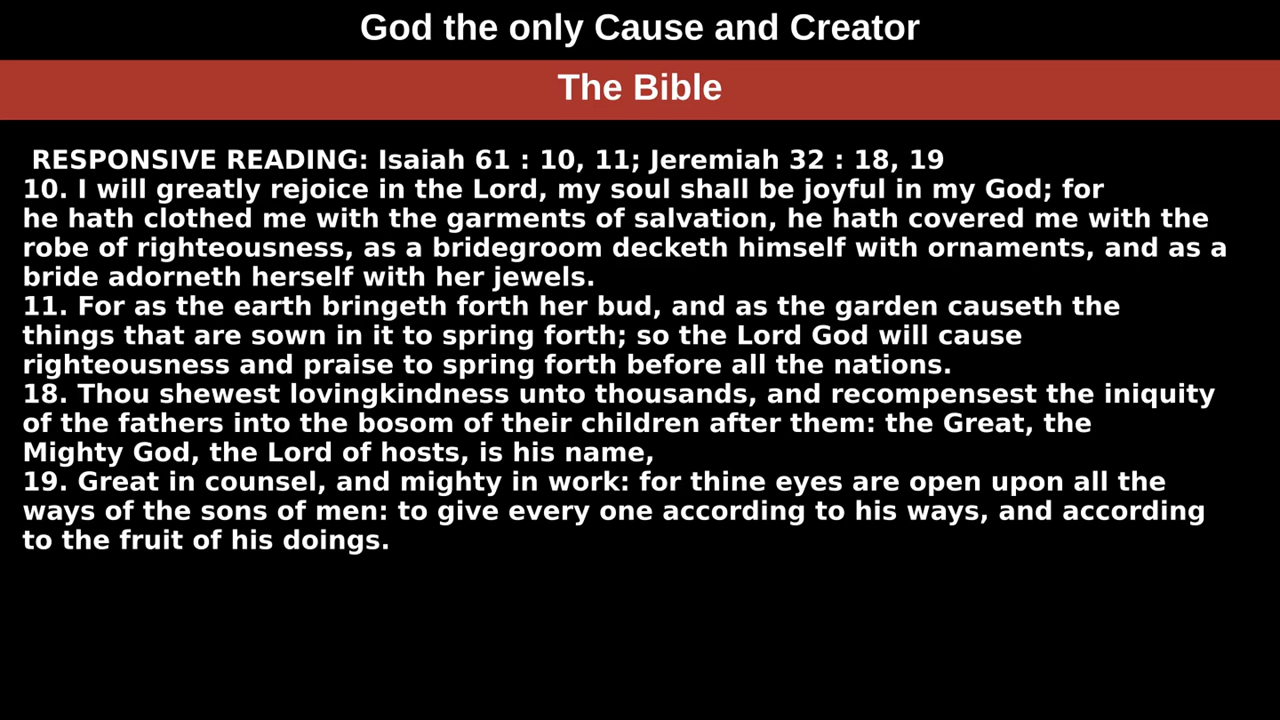 God the only Cause and Creator
The Bible
RESPONSIVE READING: Isaiah 61 : 10, 11; Jeremiah 32 : 18, 19
10. I will greatly rejoice in the Lord, my soul shall be joyful in my God; for
he hath clothed me with the garments of salvation, he hath covered me with the
robe of righteousness, as a bridegroom decketh himself with ornaments, and as a
bride adorneth herself with her jewels.
11. For as the earth bringeth forth her bud, and as the garden causeth the
things that are sown in it to spring forth; so the Lord God will cause
righteousness and praise to spring forth before all the nations.
18. Thou shewest lovingkindness unto thousands, and recompensest the iniquity
of the fathers into the bosom of their children after them: the Great, the
Mighty God, the Lord of hosts, is his name,
19. Great in counsel, and mighty in work: for thine eyes are open upon all the
ways of the sons of men: to give every one according to his ways, and according
to the fruit of his doings.